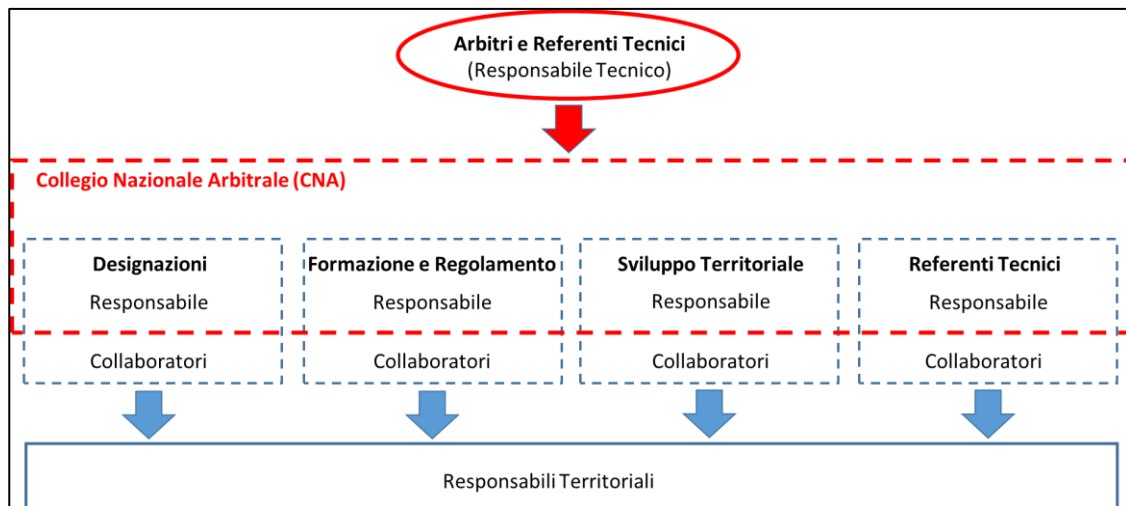 Arbitri e Referenti Tecnici
(Responsabile Tecnico)
Collegio Nazionale Arbitrale (CNA)
Designazioni
Responsabile
Collaboratori
Formazione e Regolamento
Responsabile
Collaboratori
Sviluppo Territoriale
Responsabile
Collaboratori
Referenti Tecnici
Responsabile
Collaboratori
Responsabili Territoriali